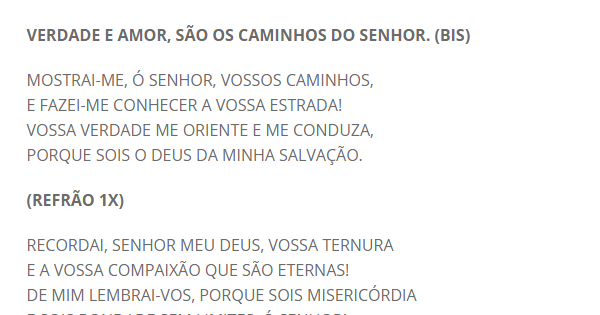 VERDADE E AMOR, SÃO OS CAMINHOS DO SENHOR. (BIS)
MOSTRAI-ME, Ó SENHOR, VOSSOS CAMINHOS,
E FAZEI-ME CONHECER A VOSSA ESTRADA!
VOSSA VERDADE ME ORIENTE E ME CONDUZA,
PORQUE SOIS O DEUS DA MINHA SALVAÇÃO.
(REFRÃO 1X)
RECORDAI, SENHOR MEU DEUS, VOSSA TERNURA
E A VOSSA COMPAIXÃO QUE SÃO ETERNAS!
DE MIM LEMBRAI-VOS, PORQUE SOIS MISERICÓRDIA